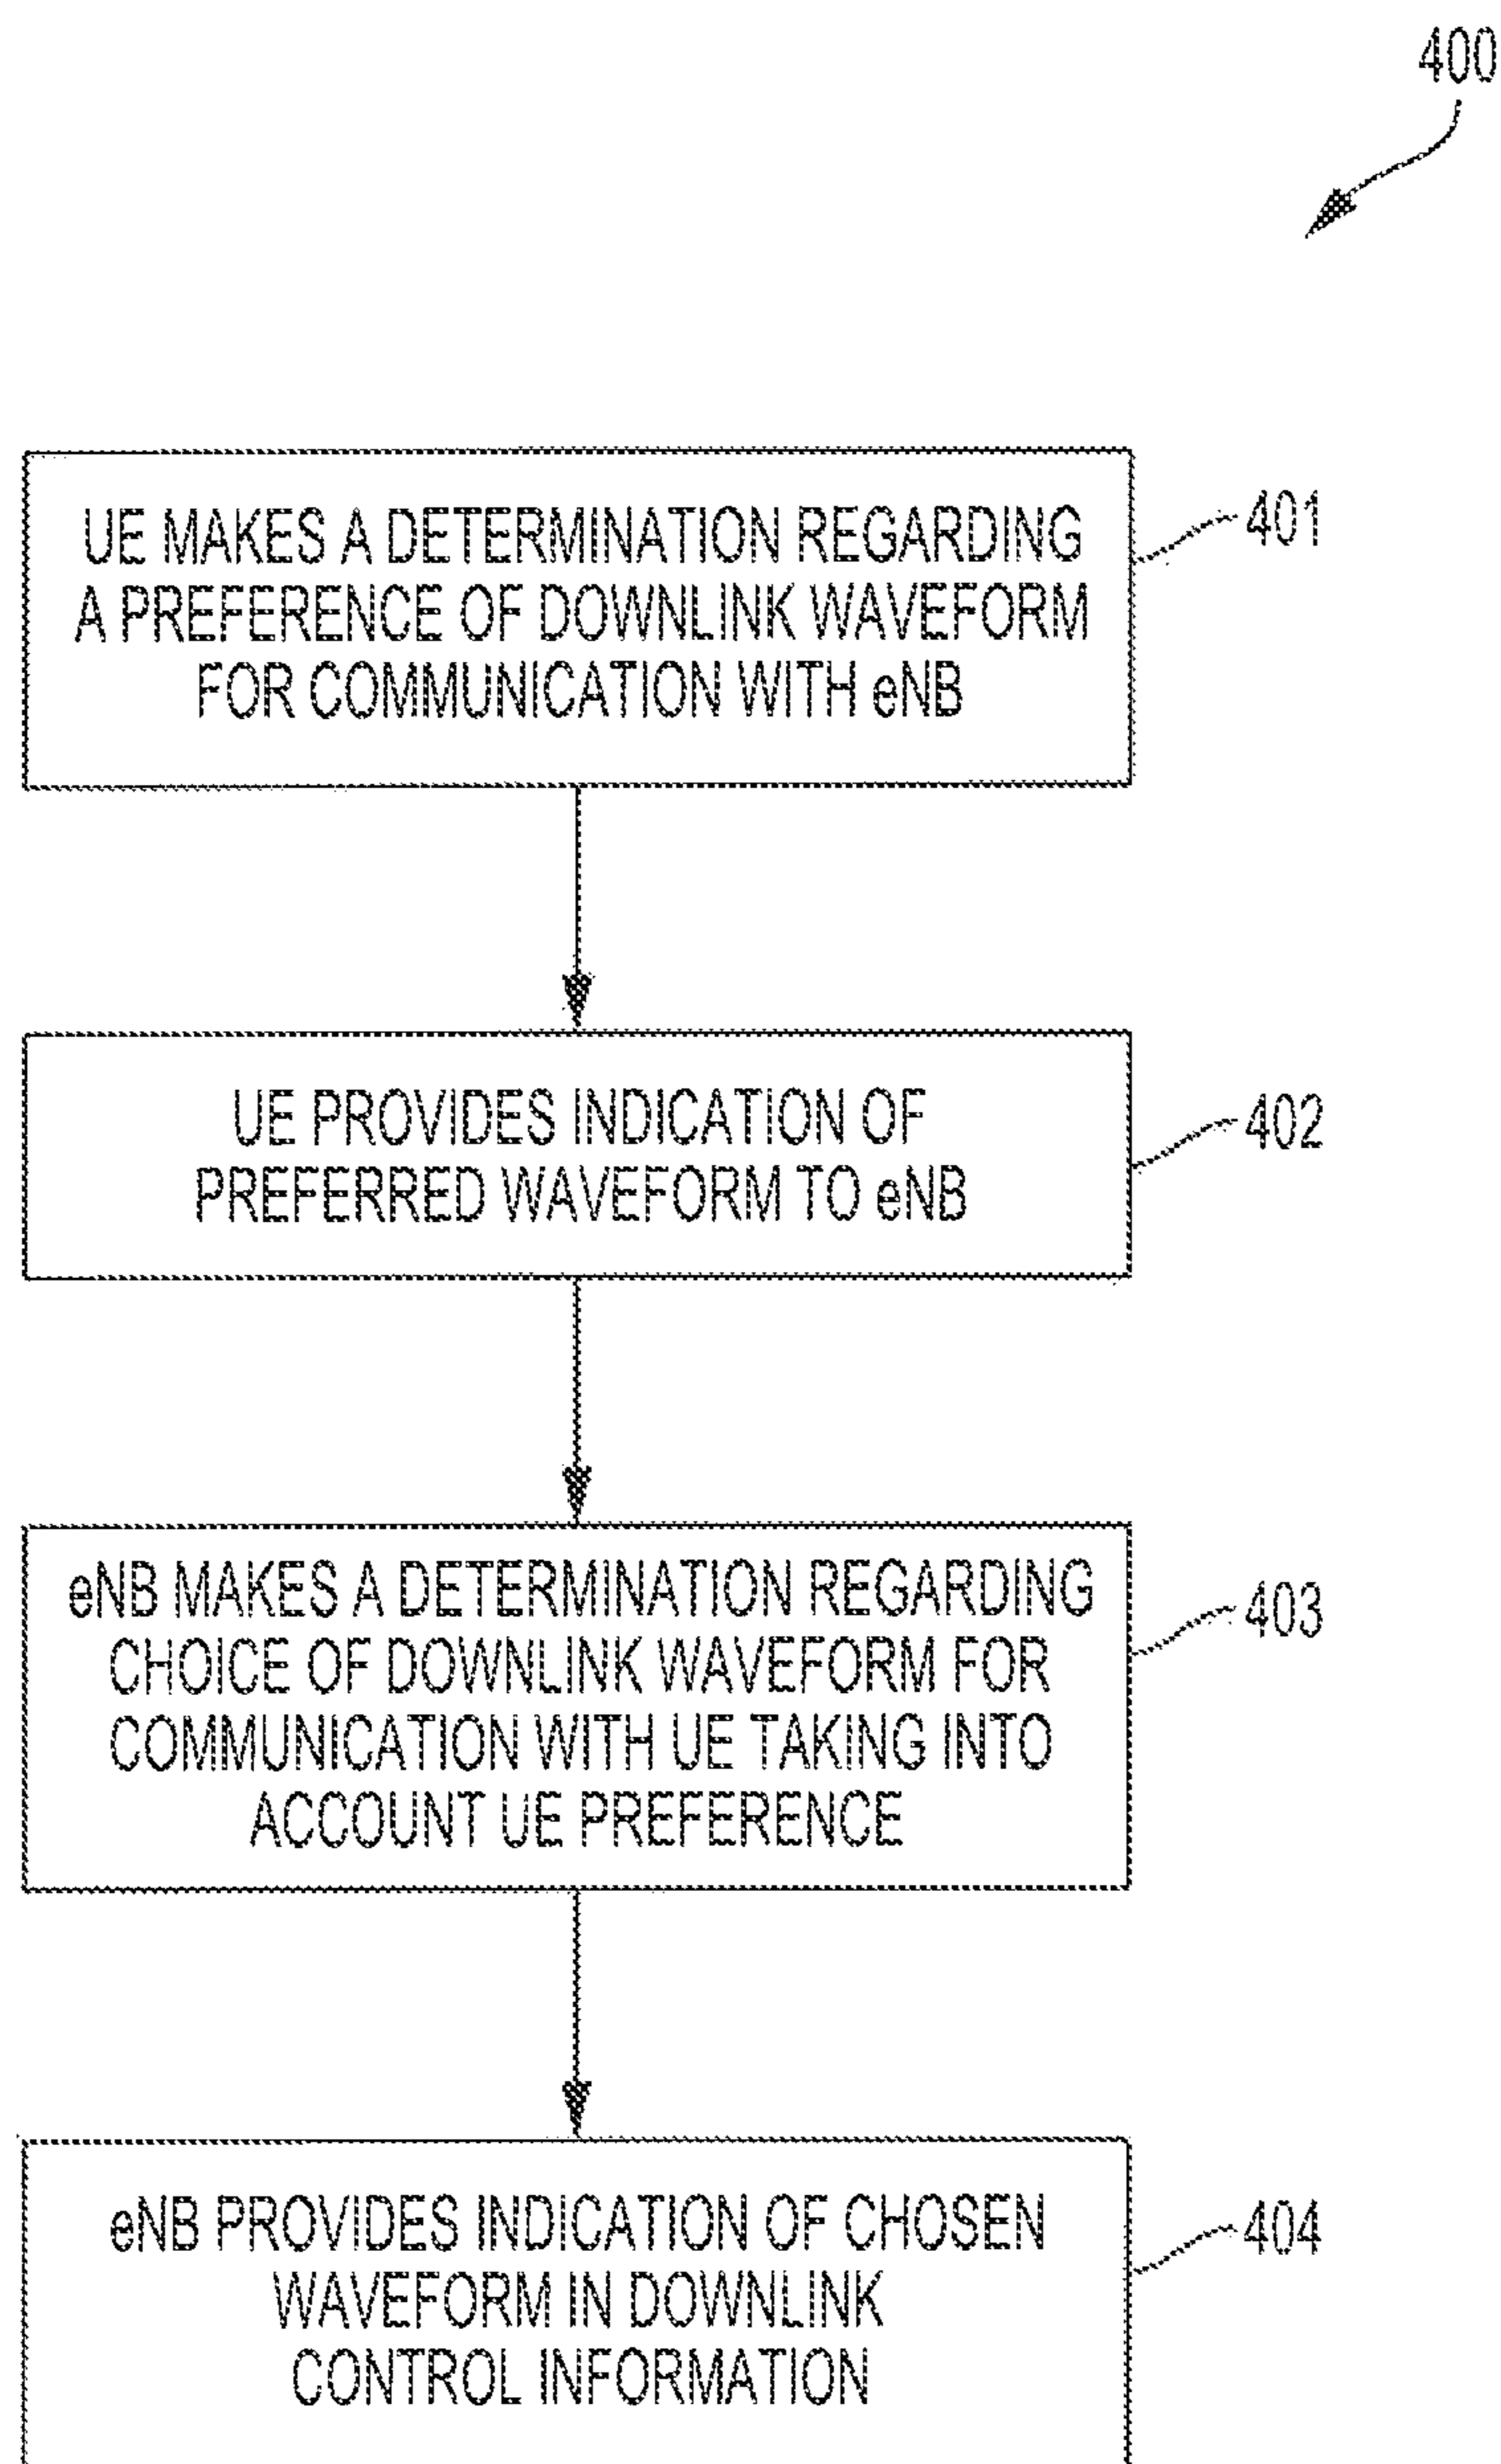 400
UE MAKES A DETERMINATION REGARDING
A PREFERENCE OF DOWNLINK WAVEFORM
FOR COMMUNICATION WITH eNB
401
UE PROVIDES INDICATION OF
PREFERRED WAVEFORM TO eNB
402
eNB MAKES A DETERMINATION REGARDING
CHOICE OF DOWNLINK WAVEFORM FOR
COMMUNICATION WITH UE TAKING INTO
ACCOUNT UE PREFERENCE
403
eNB PROVIDES INDICATION OF CHOSEN
WAVEFORM IN DOWNLINK
CONTROL INFORMATION
404